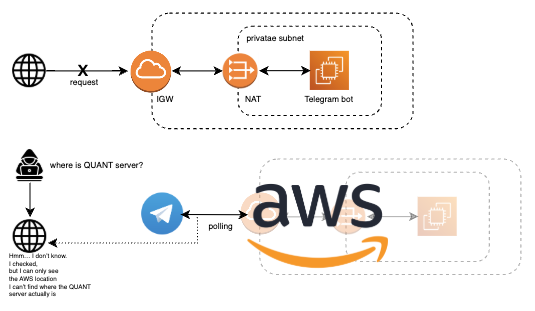 privatae subnet
X
request
IGW
NAT
Telegram bot
where is QUANT server?
aws
polling
Hmm... I don't know.
I checked,
but I can only see
the AWS location
I can't find where the QUANT
server actually is